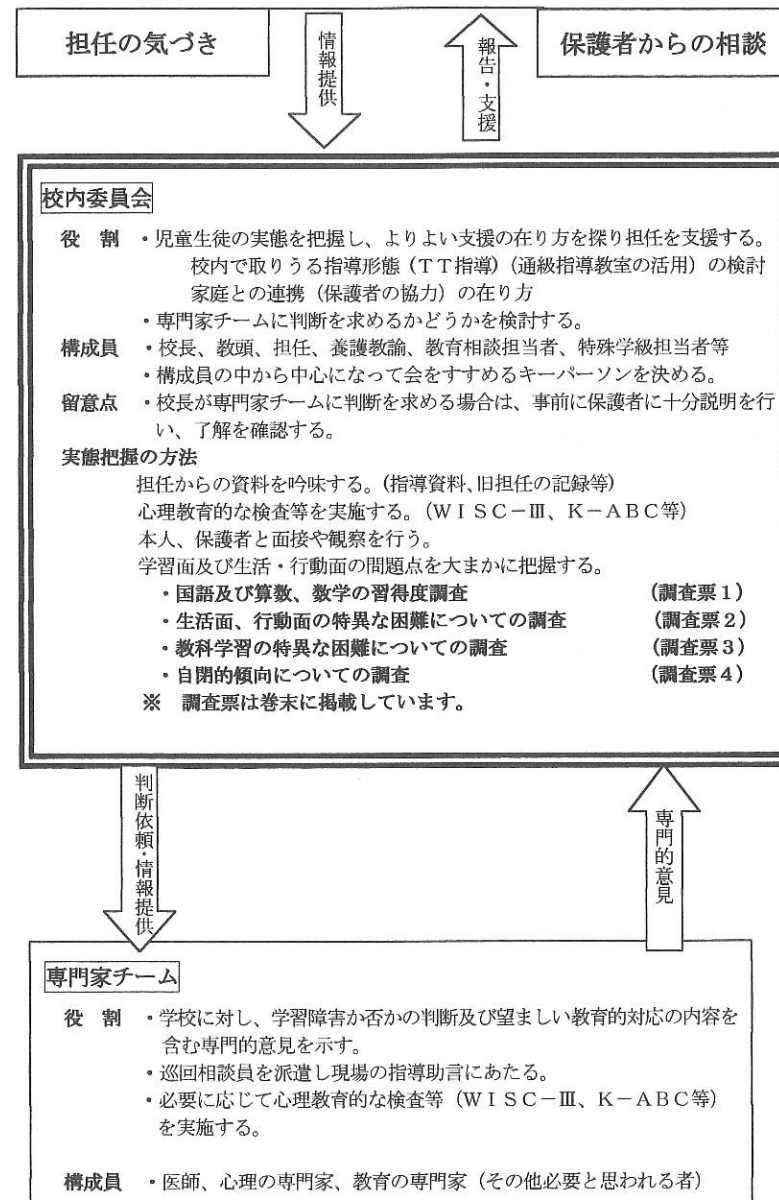 担任の気づき
情報提供
報告・支援
保護者からの相談
校内委員会
役 割 ・児童生徒の実態を把握し、よりよい支援の在り方を探り担任を支援する。
校内で取りうる指導形態（ＴＴ指導）（通級指導教室の活用）の検討
家庭との連携（保護者の協力）の在り方
・専門家チームに判断を求めるかどうかを検討する。
構成員 ・校長、教頭、担任、養護教諭、教育相談担当者、特殊学級担当者等
・構成員の中から中心になって会をすすめるキーパーソンを決める。
留意点 ・校長が専門家チームに判断を求める場合は、事前に保護者に十分説明を行
い、了解を確認する。
実態把握の方法
担任からの資料を吟味する。(指導資料、旧担任の記録等)
心理教育的な検査等を実施する。（ＷＩＳＣ－Ⅲ、Ｋ－ＡＢＣ等）
本人、保護者と面接や観察を行う。
学習面及び生活・行動面の問題点を大まかに把握する。
・国語及び算数、数学の習得度調査 （調査票１）
・生活面、行動面の特異な困難についての調査 （調査票２）
・教科学習の特異な困難についての調査 （調査票３）
・自閉的傾向についての調査 （調査票４）
※ 調査票は巻末に掲載しています。
判断依頼・情報提供
専門的意見
専門家チーム
役 割 ・学校に対し、学習障害か否かの判断及び望ましい教育的対応の内容を
含む専門的意見を示す。
・巡回相談員を派遣し現場の指導助言にあたる。
・必要に応じて心理教育的な検査等（ＷＩＳＣ－Ⅲ、Ｋ－ＡＢＣ等）
を実施する。
構成員 ・医師、心理の専門家、教育の専門家（その他必要と思われる者）